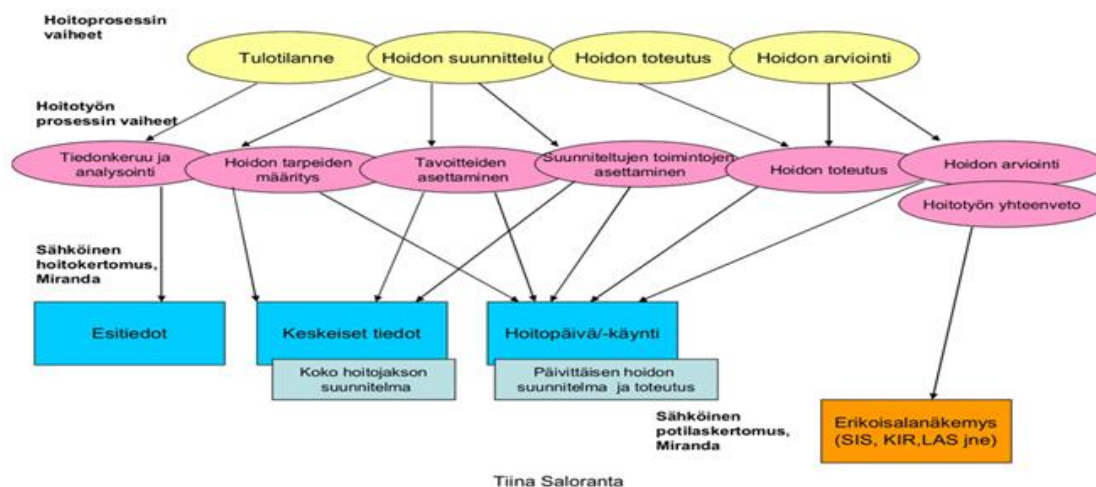 Hoitoprosessin
vaiheet
Tulotilanne
Hoidon suunnittelu
Hoidon toteutus
Hoidon arviointi
Hoitotyön
prosessin vaiheet
Tiedonkeruu ja
analysointi
Hoidon tarpeiden
määritys
Tavoitteiden
asettaminen
Suunniteltujen toimintojen
asettaminen
Hoidon toteutus
Hoidon arviointi
Hoitotyön yhteenveto
Sähköinen
hoitokertomus,
Miranda
Esitiedot
Keskeiset tiedot
Hoitopäivä/-käynti
Koko hoitojakson
suunnitelma
Päivittäisen hoidon
suunnitelma ja toteutus
Sähköinen
potilaskertomus,
Miranda
Erikoisalanäkemys
(SIS, KIR,LAS jne)
Tiina Saloranta